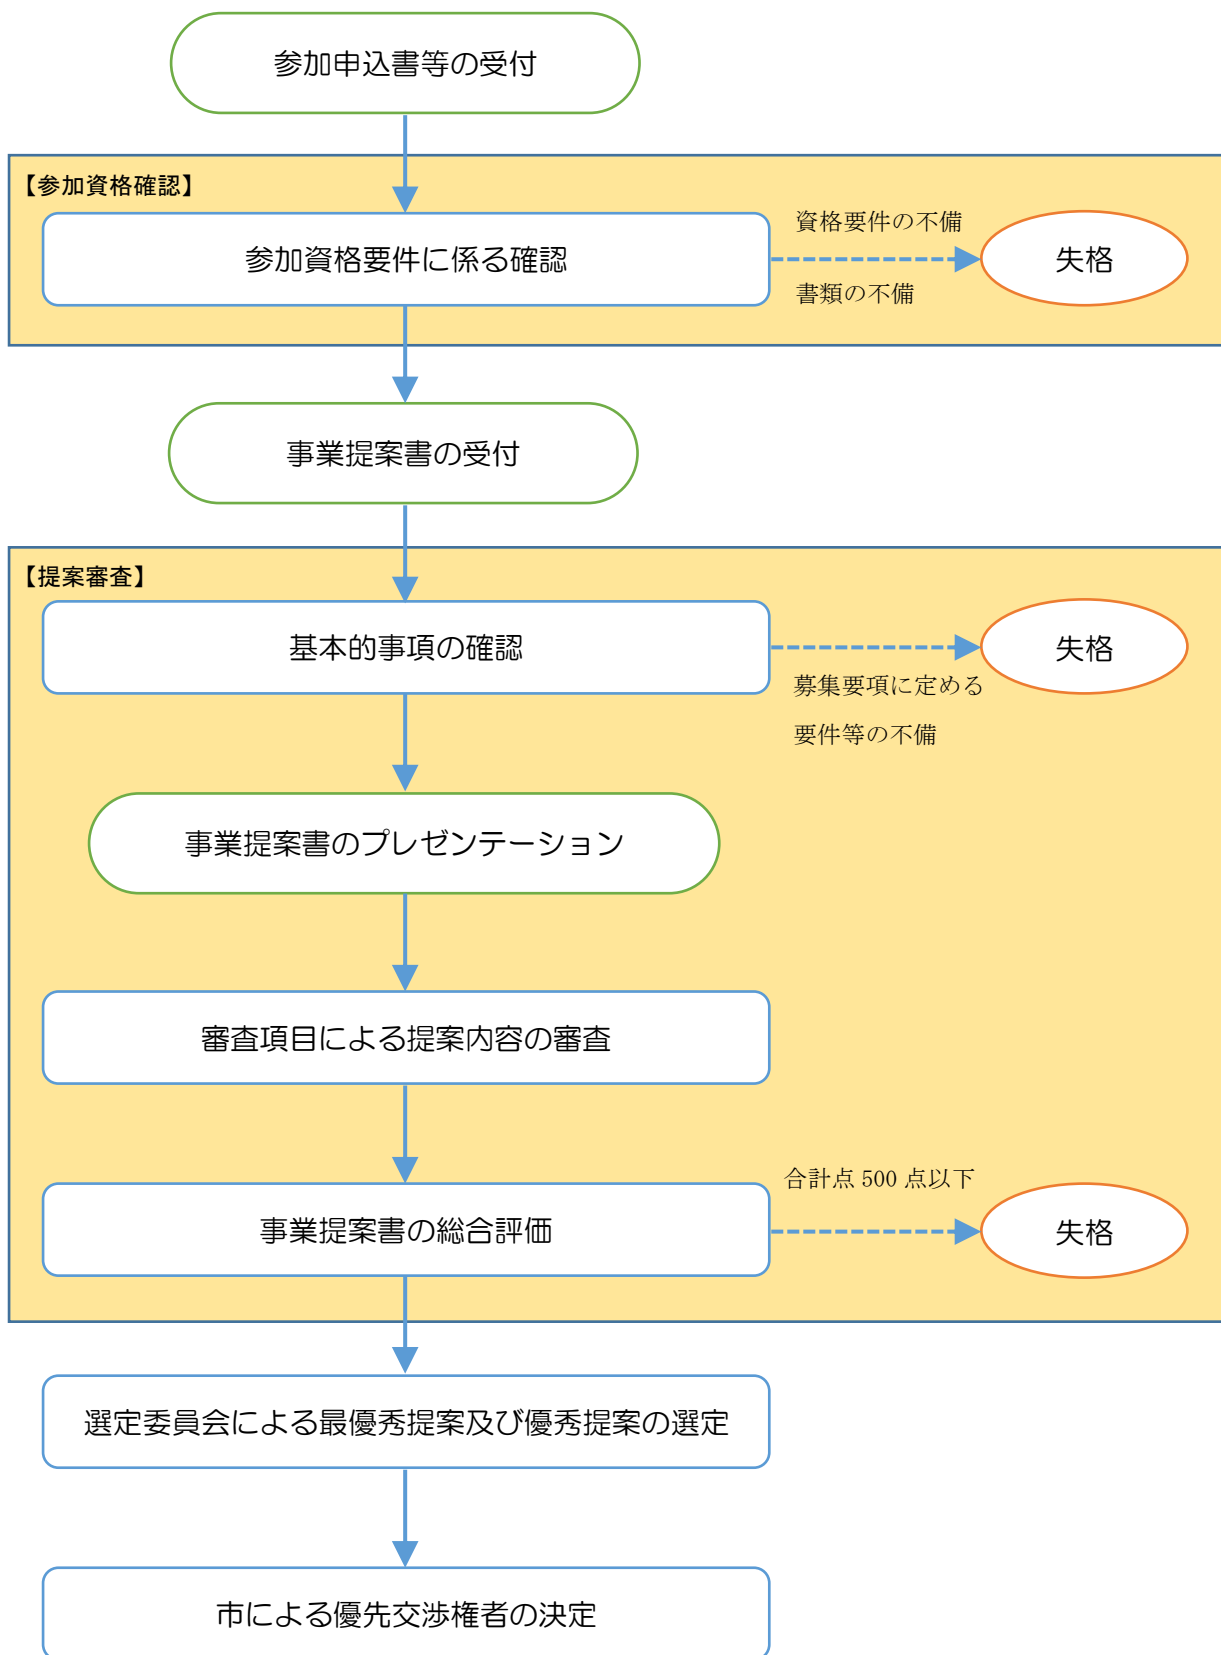 参加申込書等の受付
【参加資格確認】
参加資格要件に係る確認
資格要件の不備
書類の不備
失格
事業提案書の受付
【提案審査】
基本的事項の確認
失格
募集要項に定める
要件等の不備
事業提案書のプレゼンテーション
審査項目による提案内容の審査
合計点 500 点以下
事業提案書の総合評価
失格
選定委員会による最優秀提案及び優秀提案の選定
市による優先交渉権者の決定